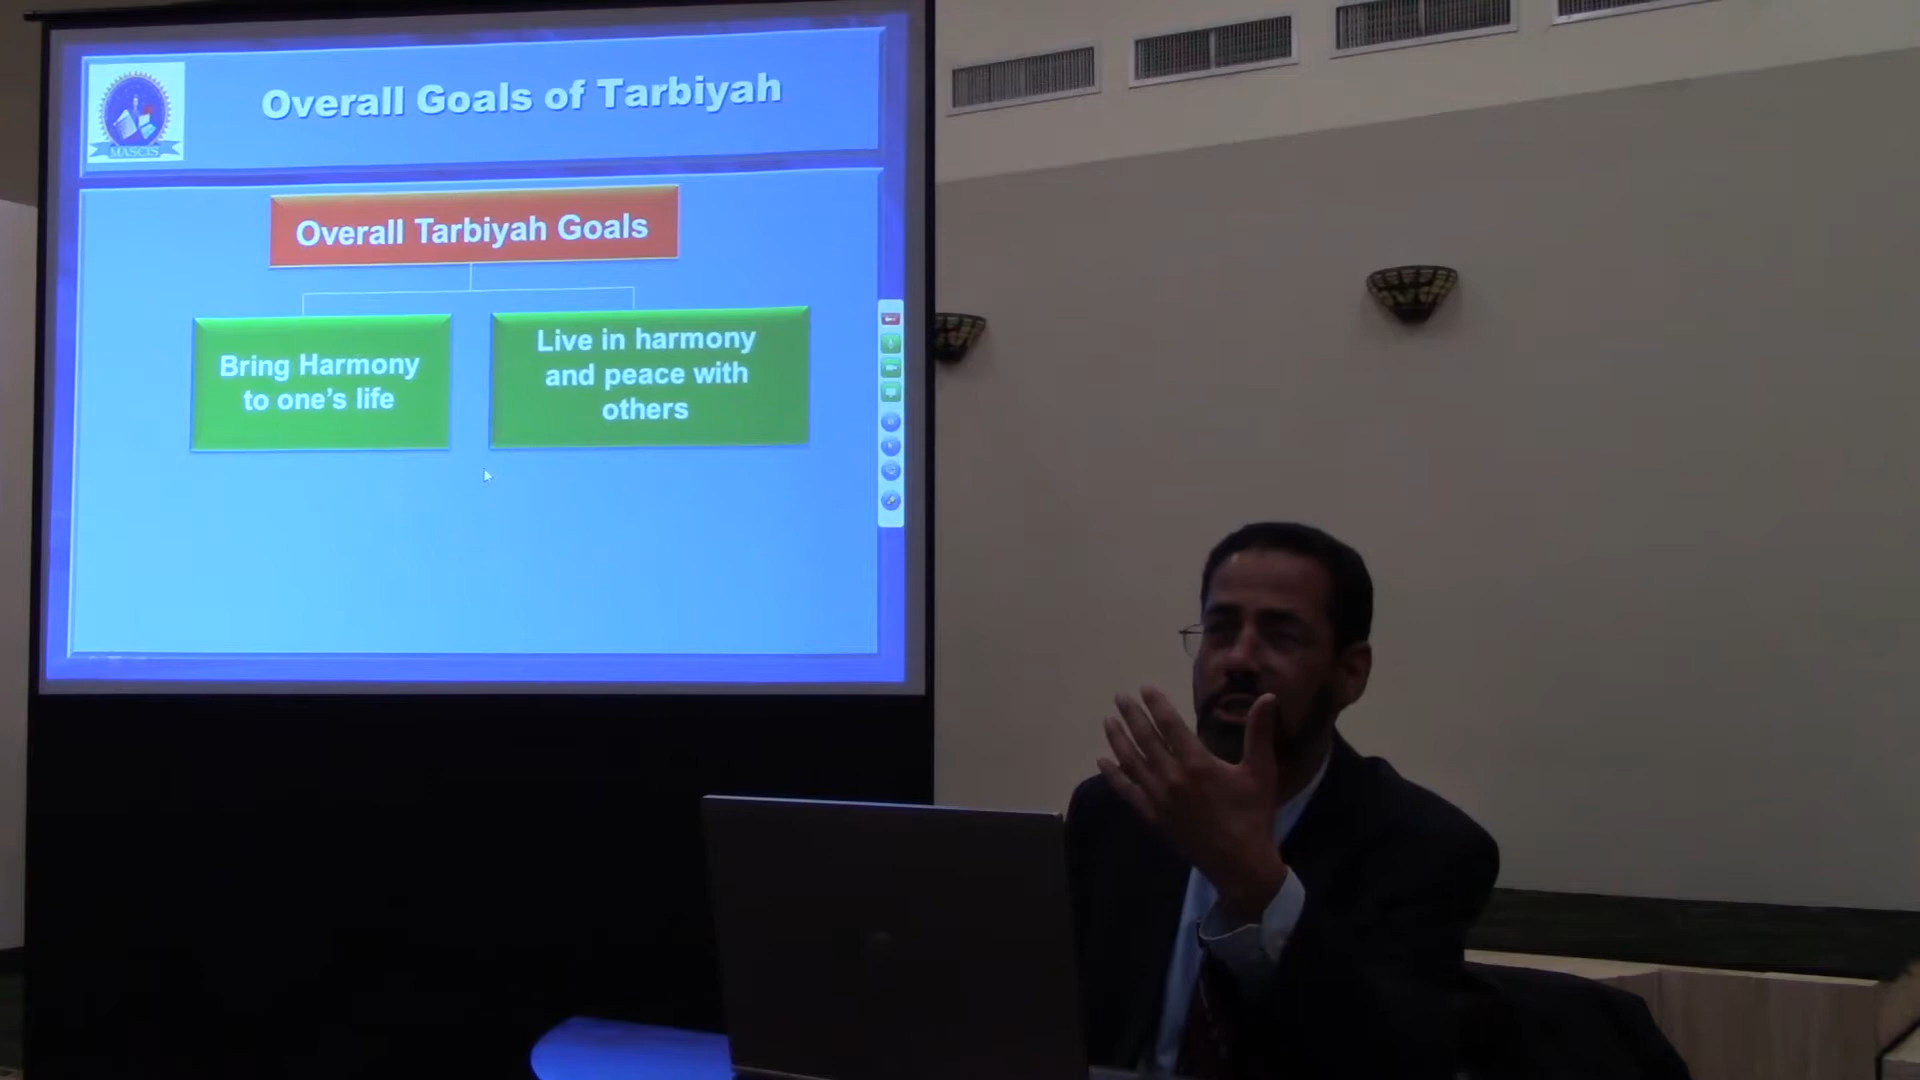 Overall Goals of Tarbiyah
MASCIS
Overall Tarbiyah Goals
Bring Harmony
to one's life
Live in harmony
and peace with
others